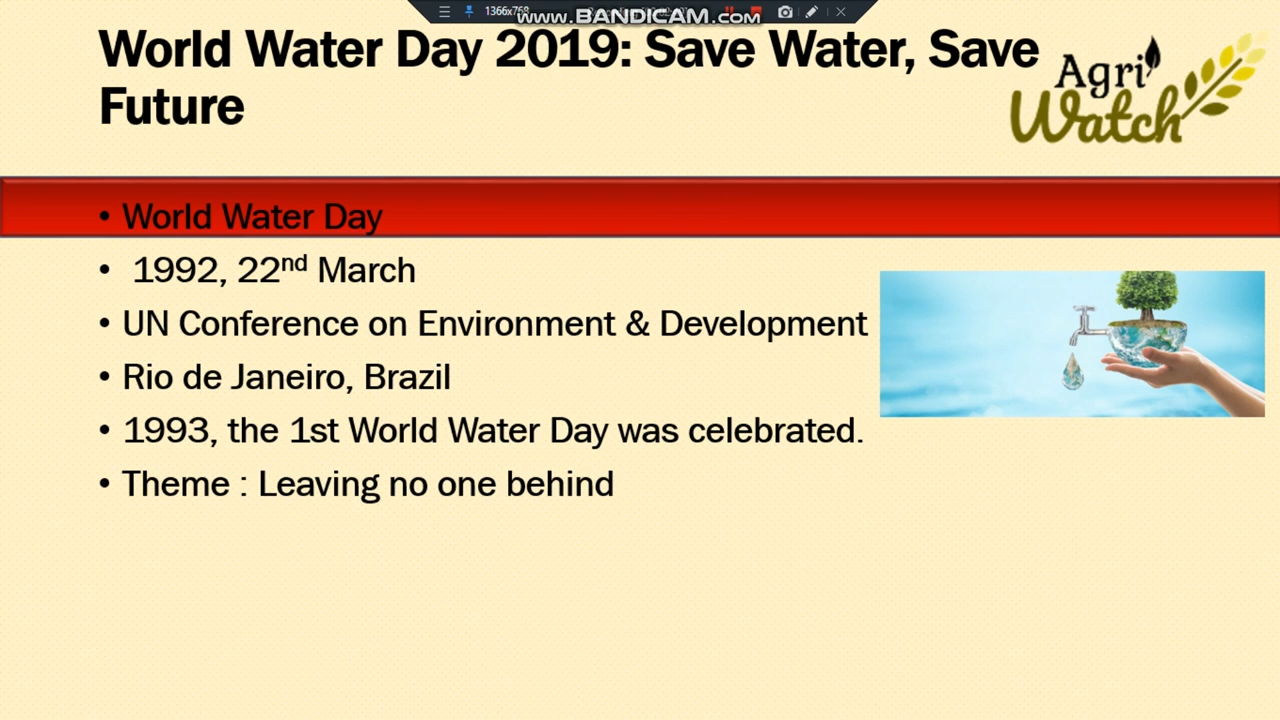 1366x768
www.BANDICAM.com
World Water Day 2019: Save Water, Save
Future
Agri
Watch
• World Water Day
• 1992, 22nd March
• UN Conference on Environment & Development
• Rio de Janeiro, Brazil
• 1993, the 1st World Water Day was celebrated.
• Theme : Leaving no one behind